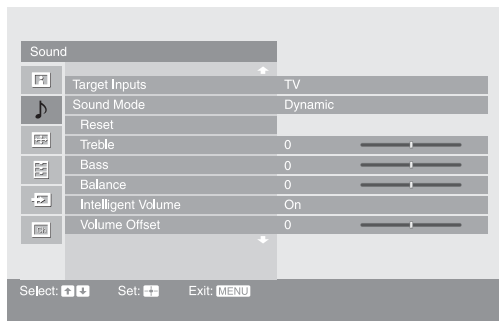 Sound
Target Inputs TV
Sound Mode Dynamic
Reset
Treble 0
Bass 0
Balance 0
Intelligent Volume On
Volume Offset 0
Select: Set: Exit: MENU